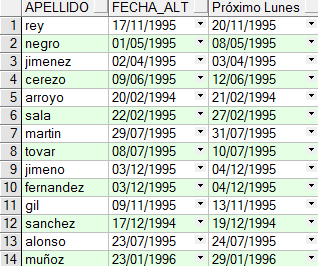 APELLIDO FECHA_ALT Próximo Lunes
1 rey 17/11/1995 20/11/1995
2 negro 01/05/1995 08/05/1995
3 jimenez 02/04/1995 03/04/1995
4 cerezo 09/06/1995 12/06/1995
5 arroyo 20/02/1994 21/02/1994
6 sala 22/02/1995 27/02/1995
7 martin 29/07/1995 31/07/1995
8 tovar 08/07/1995 10/07/1995
9 jimeno 03/12/1995 04/12/1995
10 fernandez 03/12/1995 04/12/1995
11 gil 09/11/1995 13/11/1995
12 sanchez 17/12/1994 19/12/1994
13 alonso 23/07/1995 24/07/1995
14 muñoz 23/01/1996 29/01/1996